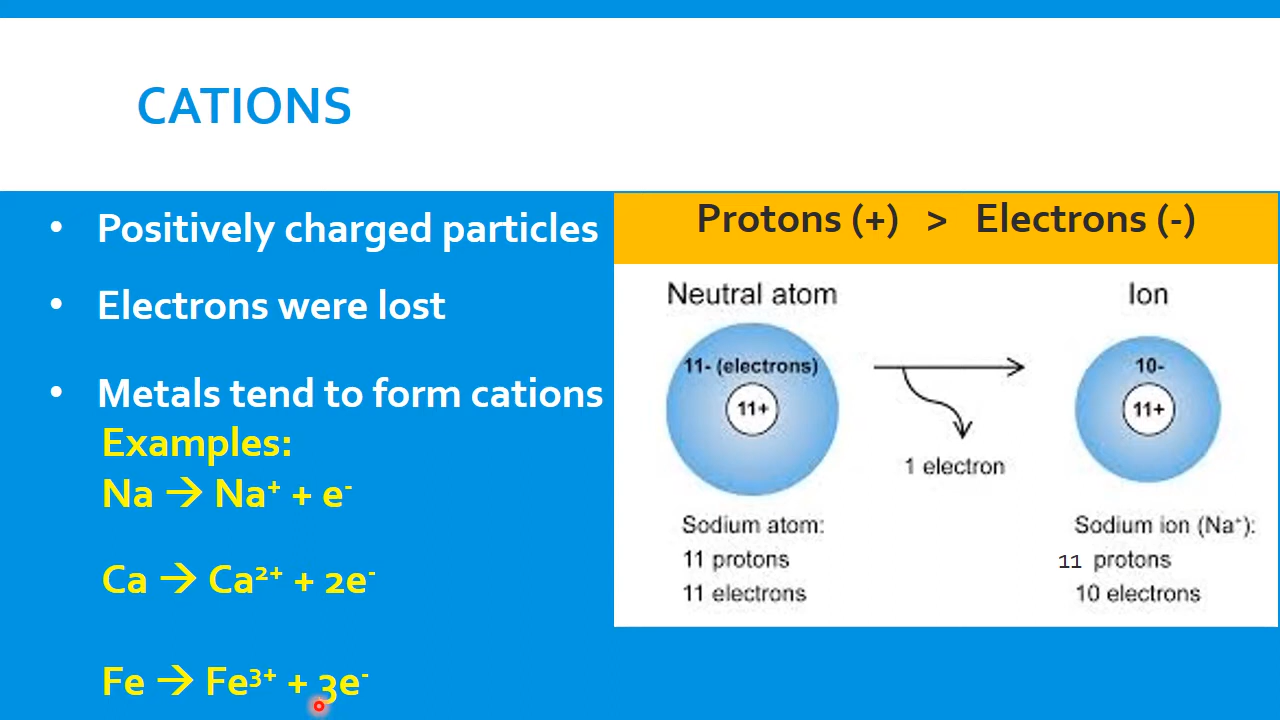 CATIONS
• Positively charged particles
• Electrons were lost
• Metals tend to form cations
Examples:
Na → Na⁺ + e⁻
Ca → Ca²⁺ + 2e⁻
Fe → Fe³⁺ + 3e⁻
Protons (+) > Electrons (-)
Neutral atom
Ion
11- (electrons)
11+
10-
11+
1 electron
Sodium atom:
11 protons
11 electrons
Sodium ion (Na⁺):
11 protons
10 electrons